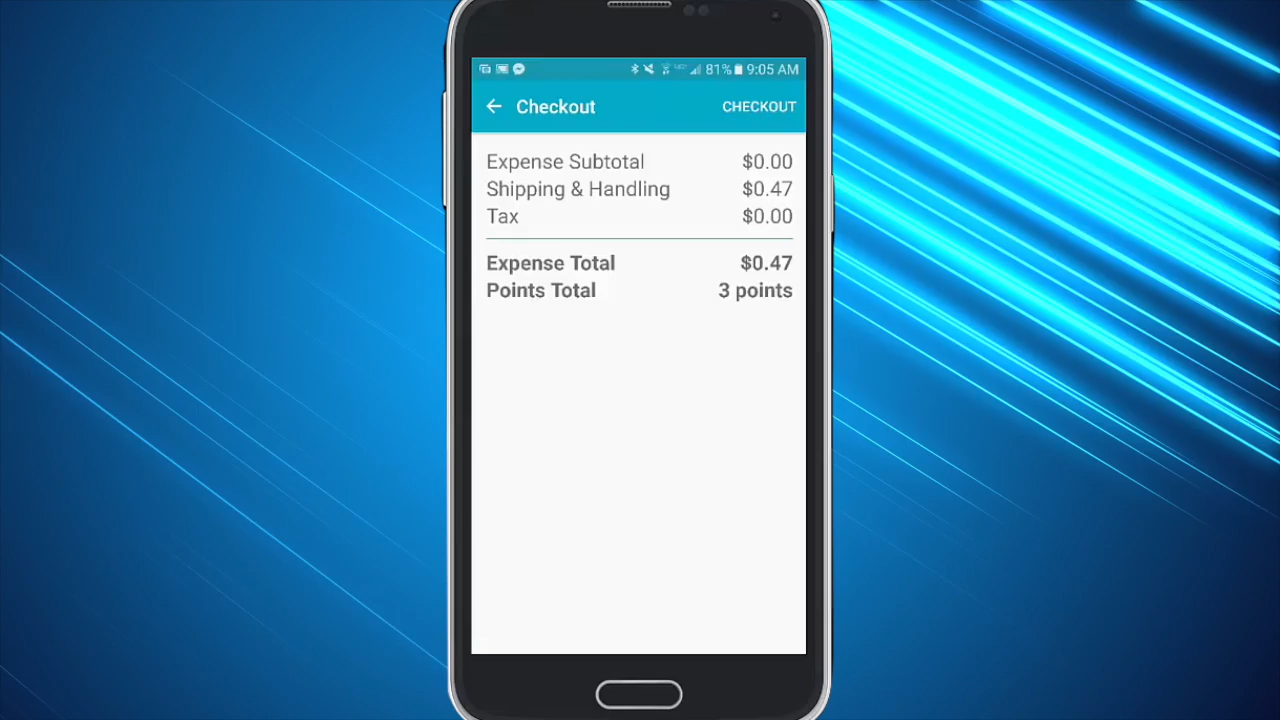 81% 9:05 AM
Checkout CHECKOUT
Expense Subtotal $0.00
Shipping & Handling $0.47
Tax $0.00
Expense Total $0.47
Points Total 3 points